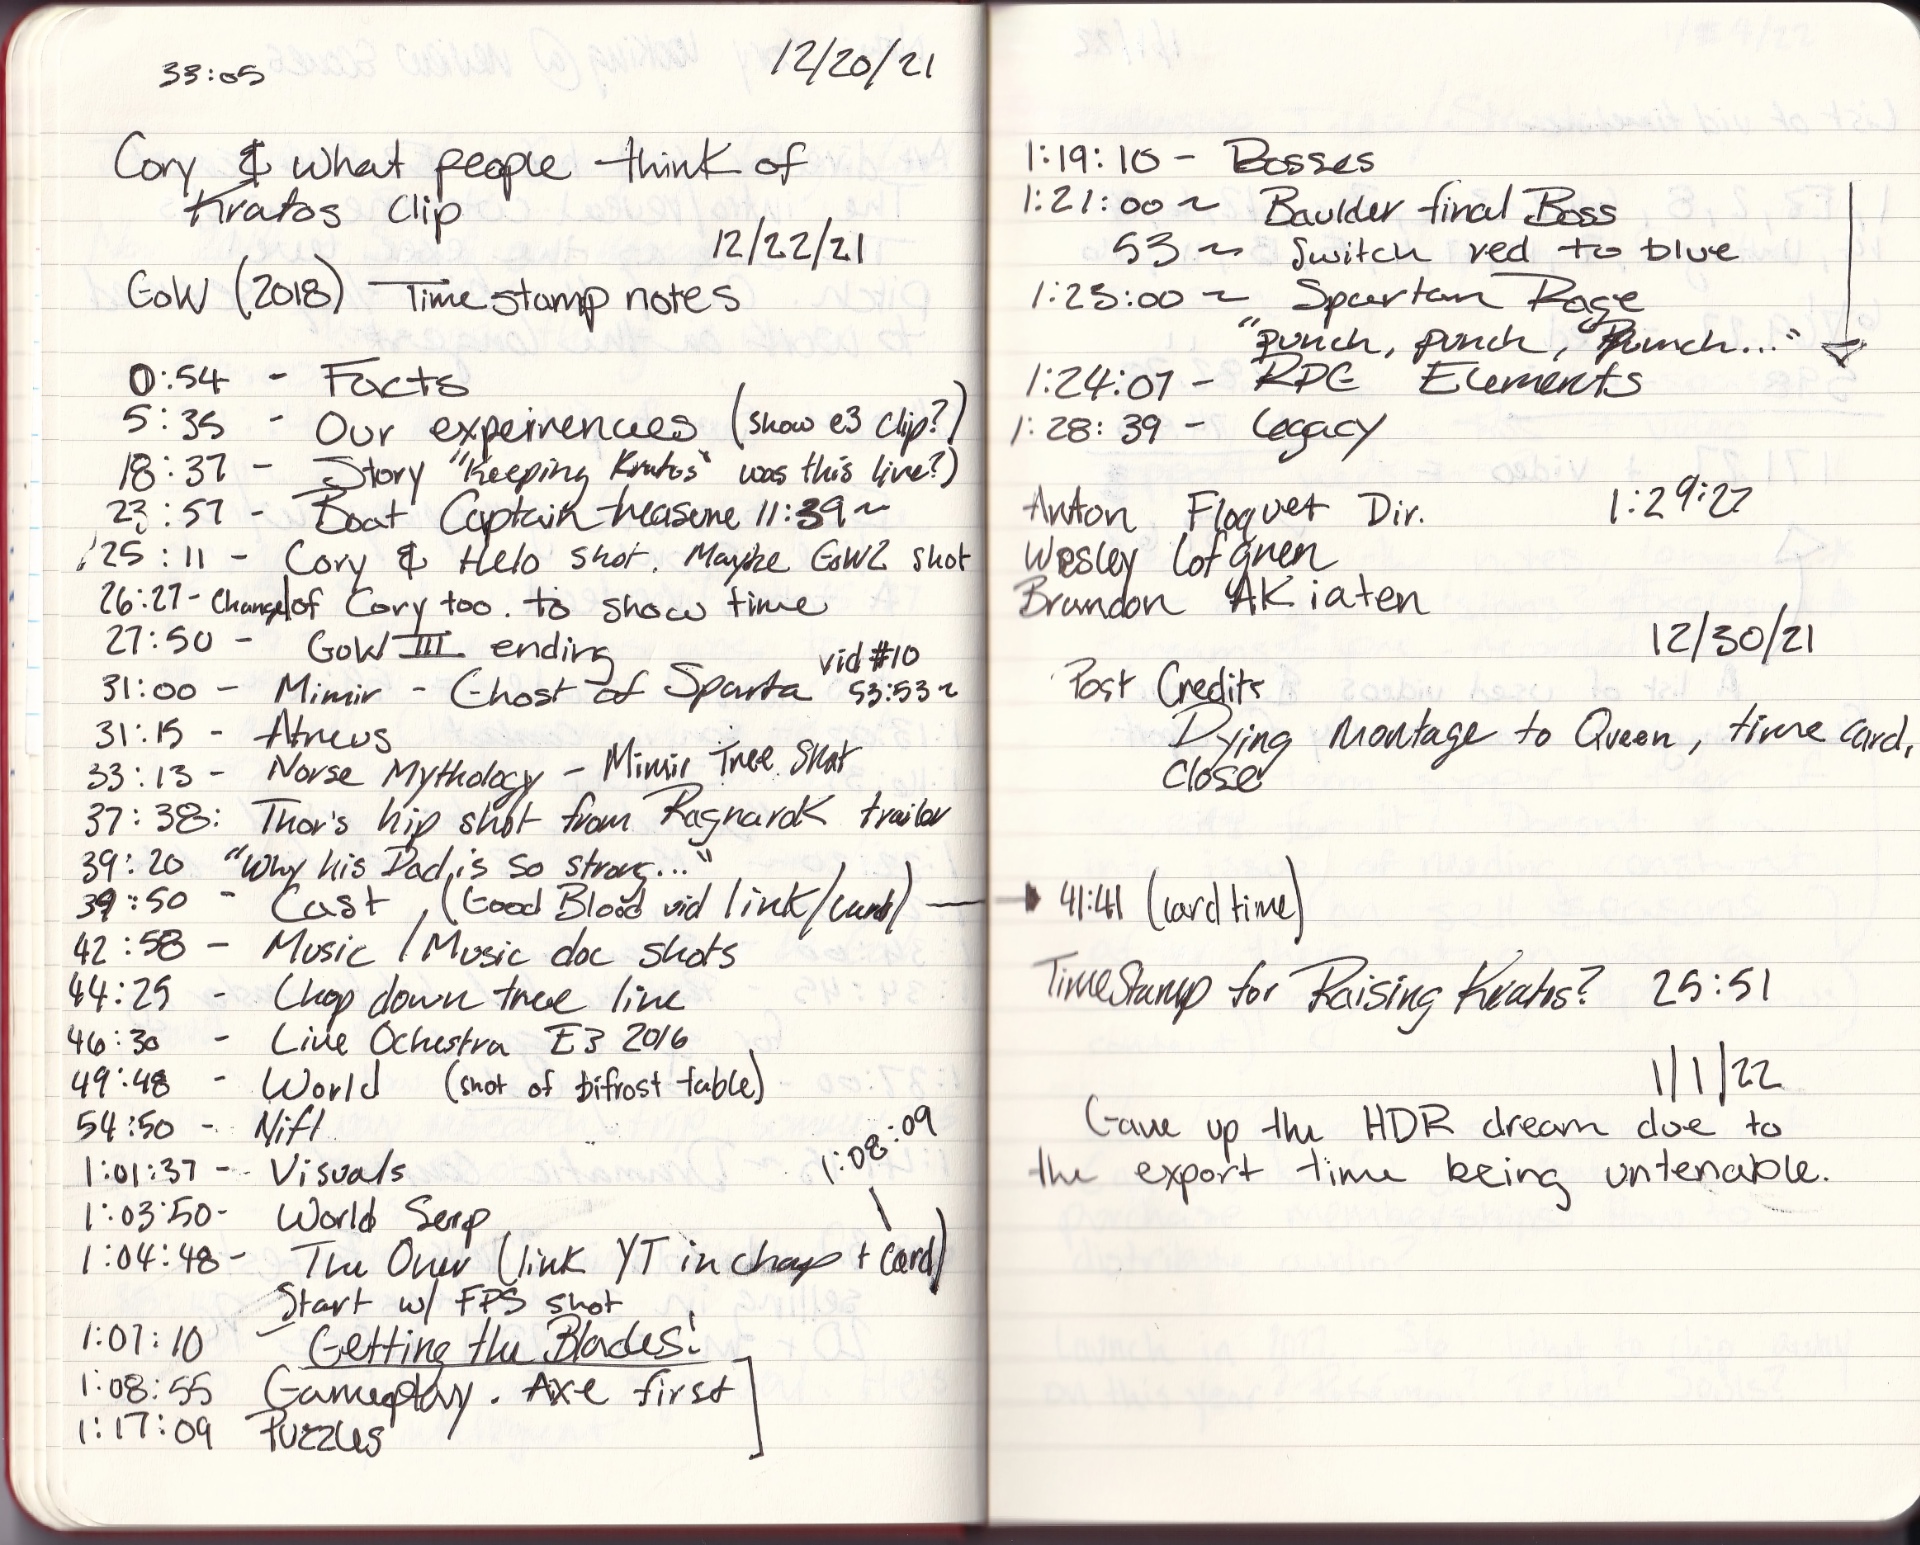 33:05
12/20/21
Cory & what people think of
Kratos Clip
12/22/21
GoW (2018) Timestamp notes
0:54 - Facts
5:35 - Our expeirences (show e3 clip?)
18:37 - Story "Keeping Kratos" was this line?)
23:57 - Boat Captain treasure 11:39~
25:11 - Cory & Helo shot. Maybe GoW2 shot
26:27 - Change of Cory too. to show time
27:50 - GoW III ending
vid #10
31:00 - Mimir - Ghost of Sparta 53:53~
31:15 - Atreus
33:13 - Norse Mythology - Mimir Tree Shot
37:38: Thor's hip shot from Ragnarok trailor
39:20 "Why his Dad is so strong..."
39:50 - Cast, (Good Blood vid link/card)
42:58 - Music / Music doc shots
44:25 - Chop down tree line
46:30 - Live Ochestra E3 2016
49:48 - World (shot of bifrost table)
54:50 - Nifl
1:01:37 - Visuals
1:08:09
1:03:50 - World Serp
1:04:48 - The Oner (link YT in chap + card)
Start w/ FPS shot
1:07:10 - Getting the Blades!
1:08:55 Gameplay. Axe first
1:17:09 Puzzles
1:19:10 - Bosses
1:21:00 ~ Baulder final Boss
53 ~ Switch red to blue
1:23:00 ~ Spartan Rage
"punch, punch, Punch..."
1:24:07 - RPG Elements
1:28:39 - Legacy
Anton Floquet Dir. 1:29:27
Wesley Lofgren
Brandon AKiaten
12/30/21
Post Credits
Dying Montage to Queen, time card,
close
41:41 (card time)
TimeStamp for Raising Kratos? 25:51
1/1/22
Gave up the HDR dream due to
the export time being untenable.